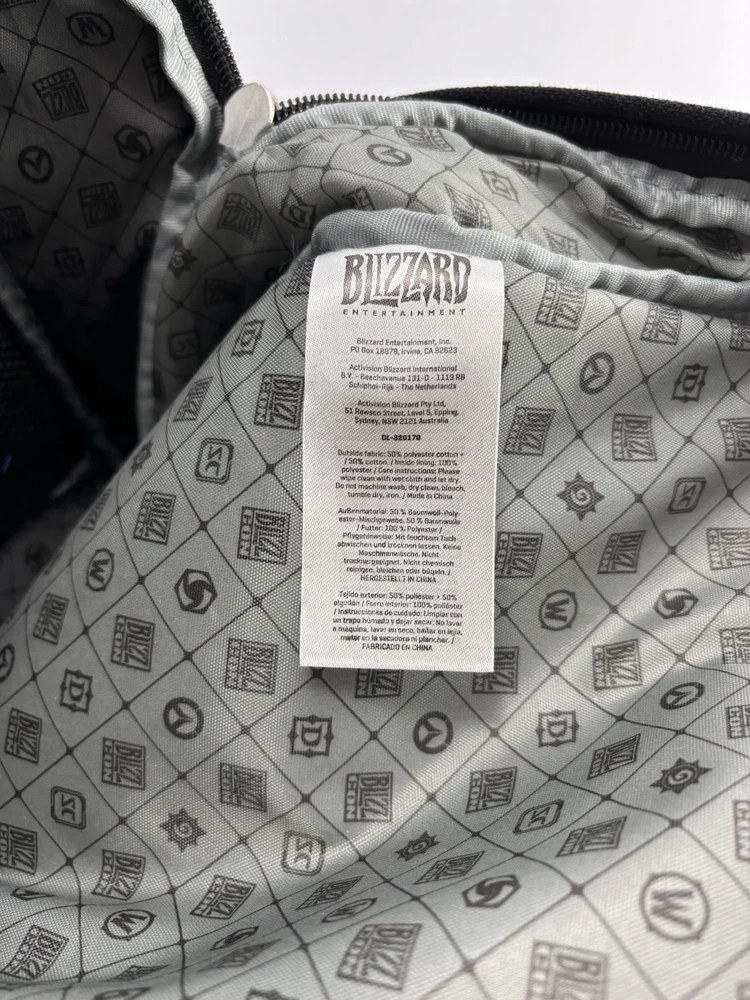 BLIZZARD
ENTERTAINMENT
Blizzard Entertainment, Inc.
PO Box 18979, Irvine, CA 92623
Activision Blizzard International
B.V. - Beechavenue 131-D - 1119 RB
Schiphol-Rijk - The Netherlands
Activision Blizzard Pty Ltd,
51 Rawson Street, Level 5, Epping,
Sydney, NSW 2121 Australia
DL-326170
Outside fabric: 50% polyester cotton +
/ 50% cotton. / Inside lining: 100%
polyester / Care instructions: Please
wipe clean with wet cloth and let dry.
Do not machine wash, dry clean, bleach,
tumble dry, iron. / Made in China
Außenmaterial: 50 % Baumwoll-Poly-
ester-Mischgewebe, 50 % Baumwolle
/ Futter: 100 % Polyester /
Pflegehinweise: Mit feuchtem Tuch
abwischen und trocknen lassen. Keine
Maschinenwäsche. Nicht
trocknergeeignet. Nicht chemisch
reinigen, bleichen oder bügeln. /
HERGESTELLT IN CHINA
Tejido exterior: 50% poliéster + 50%
algodón / Forro interior: 100% poliéster
/ Instrucciones de cuidado: Limpiar con
un trapo húmedo y dejar secar. No lavar
a máquina, lavar en seco, bañar en lejía,
meter en la secadora ni planchar. /
FABRICADO EN CHINA